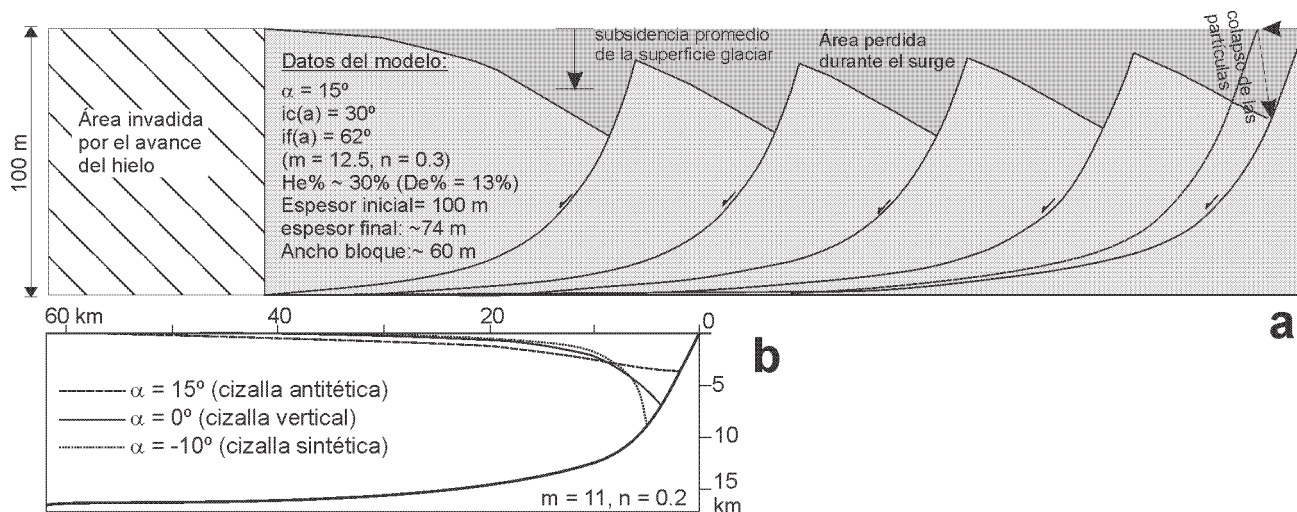 100 m
Área invadida
por el avance
del hielo
Datos del modelo:
α = 15º
ic(a) = 30º
if(a) = 62º
(m = 12.5, n = 0.3)
He% ~ 30% (De% = 13%)
Espesor inicial= 100 m
espesor final: ~74 m
Ancho bloque:~ 60 m
subsidencia promedio
de la superficie glaciar
Área perdida
durante el surge
colapso de las
partículas
a
60 km
40
20
0
b
α = 15º (cizalla antitética)
α = 0º (cizalla vertical)
α = -10º (cizalla sintética)
5
10
15
km
m = 11, n = 0.2